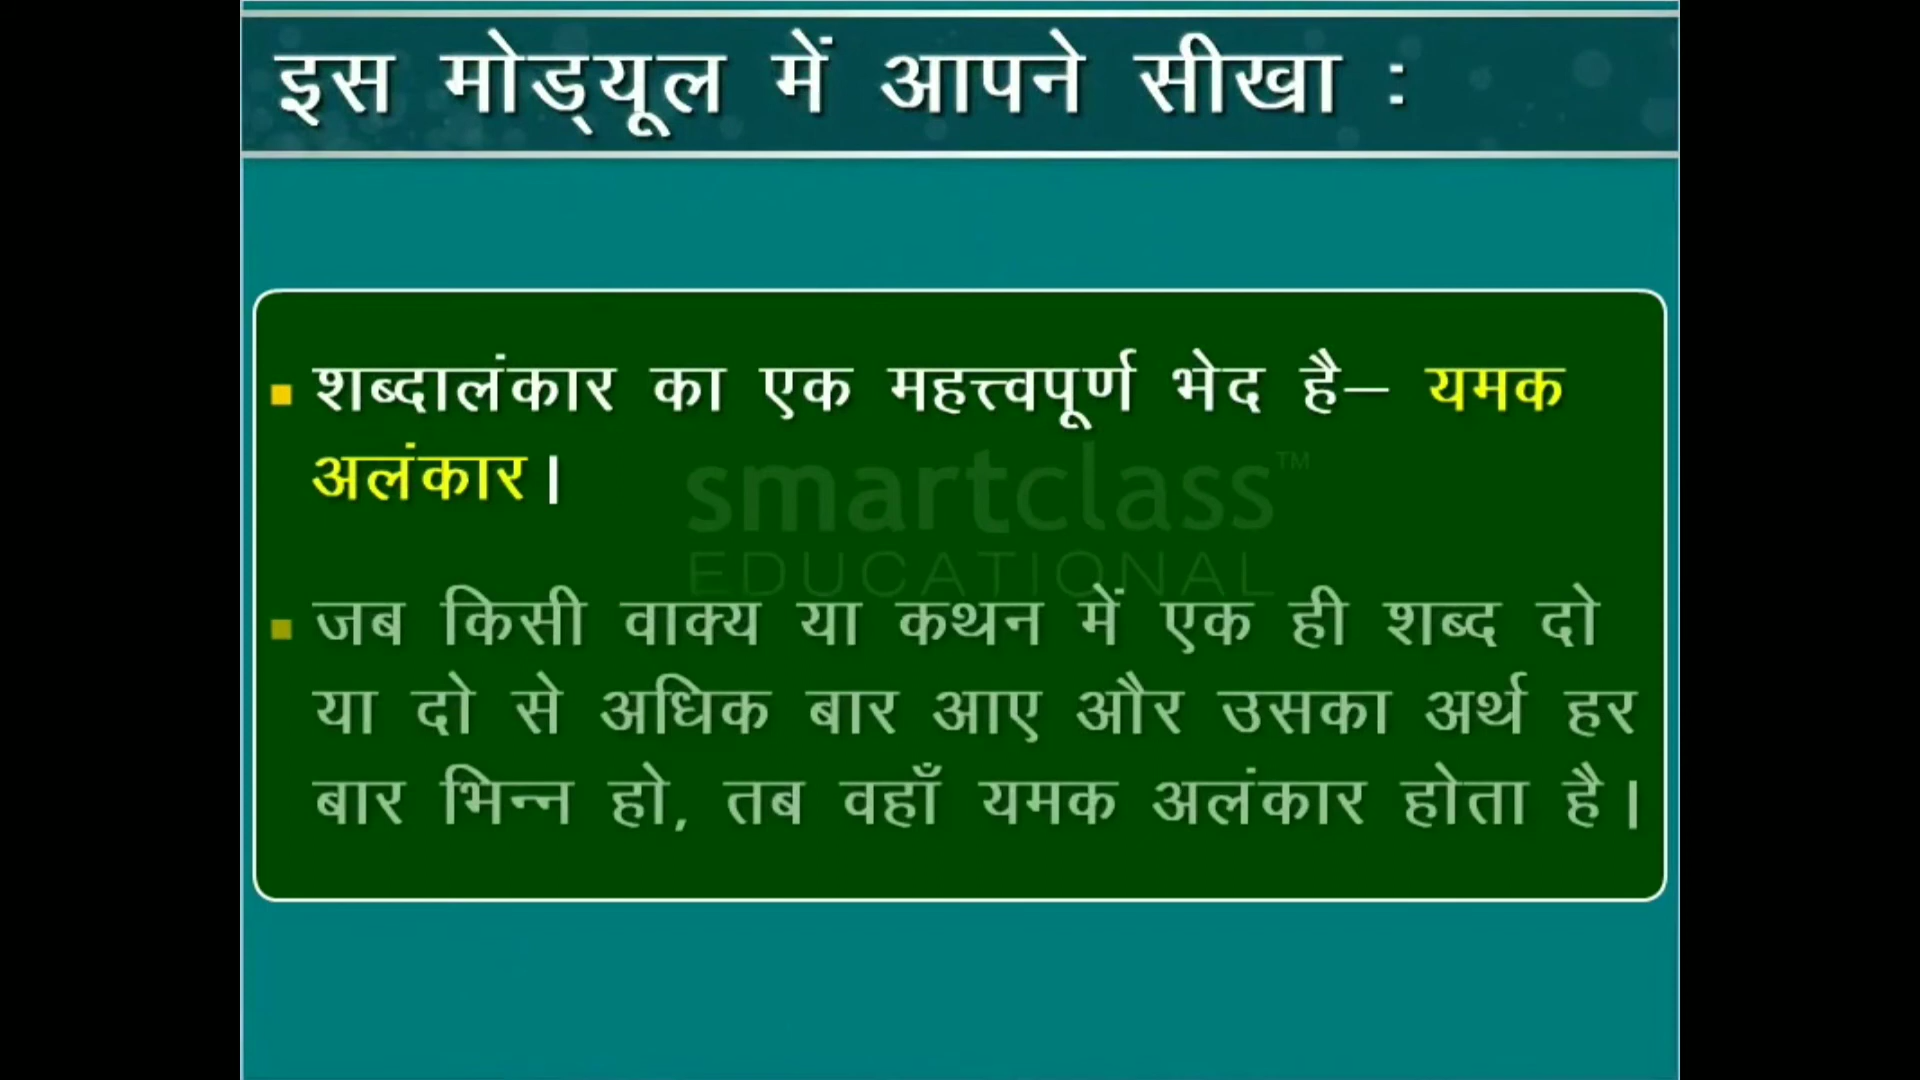 इस मोड्यूल में आपने सीखा :
शब्दालंकार का एक महत्त्वपूर्ण भेद है– यमक
अलंकार।
smartclass™
EDUCATIONAL
जब किसी वाक्य या कथन में एक ही शब्द दो
या दो से अधिक बार आए और उसका अर्थ हर
बार भिन्न हो, तब वहाँ यमक अलंकार होता है।